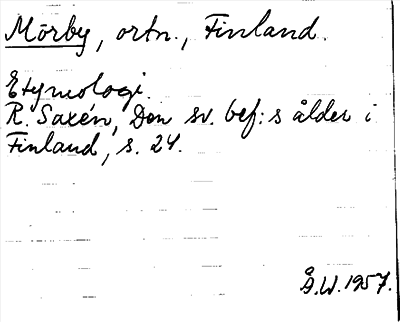 Mörby, ortn., Finland.
Etymologi.
R. Saxén, Den sv. bef:s ålder i
Finland, s. 24.
Å.W. 1957.